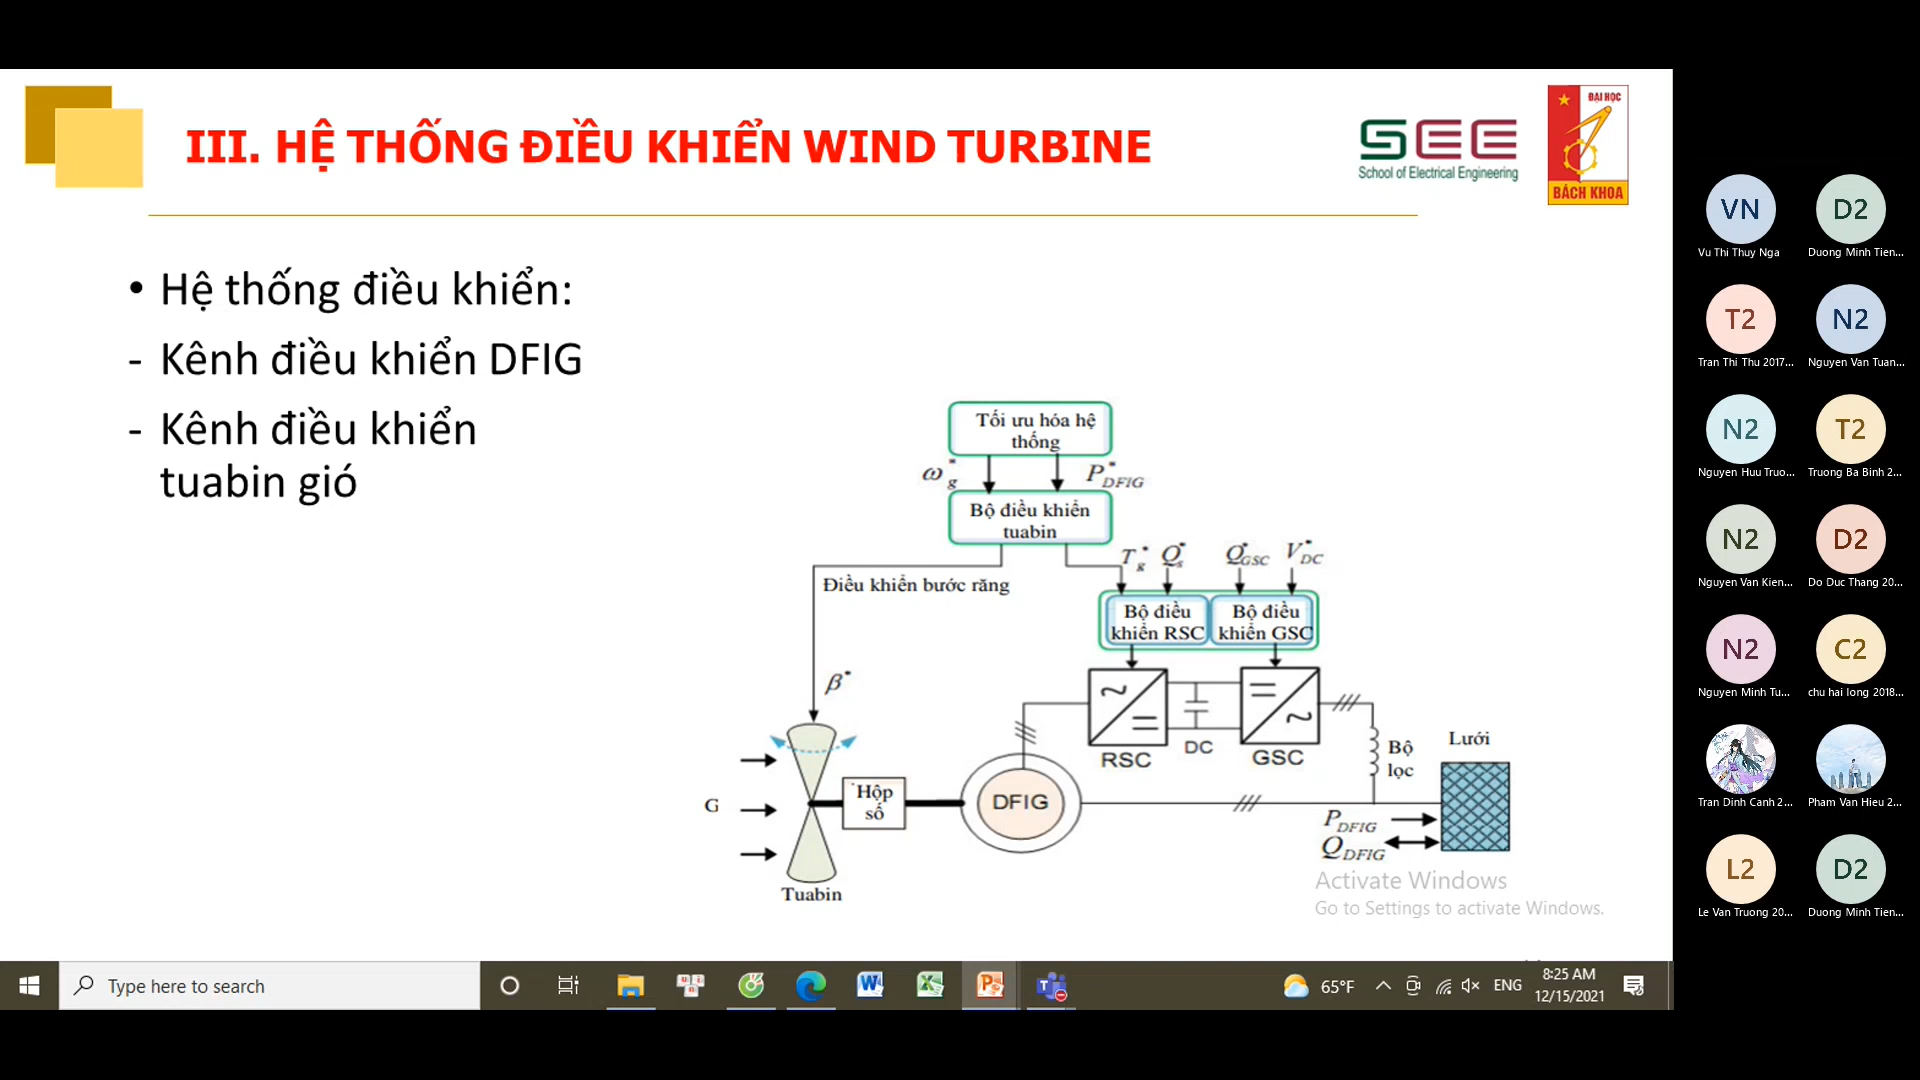 III. HỆ THỐNG ĐIỀU KHIỂN WIND TURBINE
SEE
School of Electrical Engineering
ĐẠI HỌC
BÁCH KHOA
• Hệ thống điều khiển:
- Kênh điều khiển DFIG
- Kênh điều khiển
tuabin gió
Tối ưu hóa hệ
thống
ω*g
P*DFIG
Bộ điều khiển
tuabin
Điều khiển bước răng
T*g Q*s Q*GSC V*DC
Bộ điều
khiển RSC
Bộ điều
khiển GSC
β*
RSC
DC
GSC
Bộ
lọc
Lưới
G
Hộp
số
DFIG
PDFIG
QDFIG
Tuabin
Activate Windows
Go to Settings to activate Windows.
VN
Vu Thi Thuy Nga
D2
Duong Minh Tien...
T2
Tran Thi Thu 2017...
N2
Nguyen Van Tuan...
N2
Nguyen Huu Truo...
T2
Truong Ba Binh 2...
N2
Nguyen Van Kien...
D2
Do Duc Thang 20...
N2
Nguyen Minh Tu...
C2
chu hai long 2018...
Tran Dinh Canh 2...
Pham Van Hieu 2...
L2
Le Van Truong 20...
D2
Duong Minh Tien...
Type here to search
65°F
ENG
8:25 AM
12/15/2021